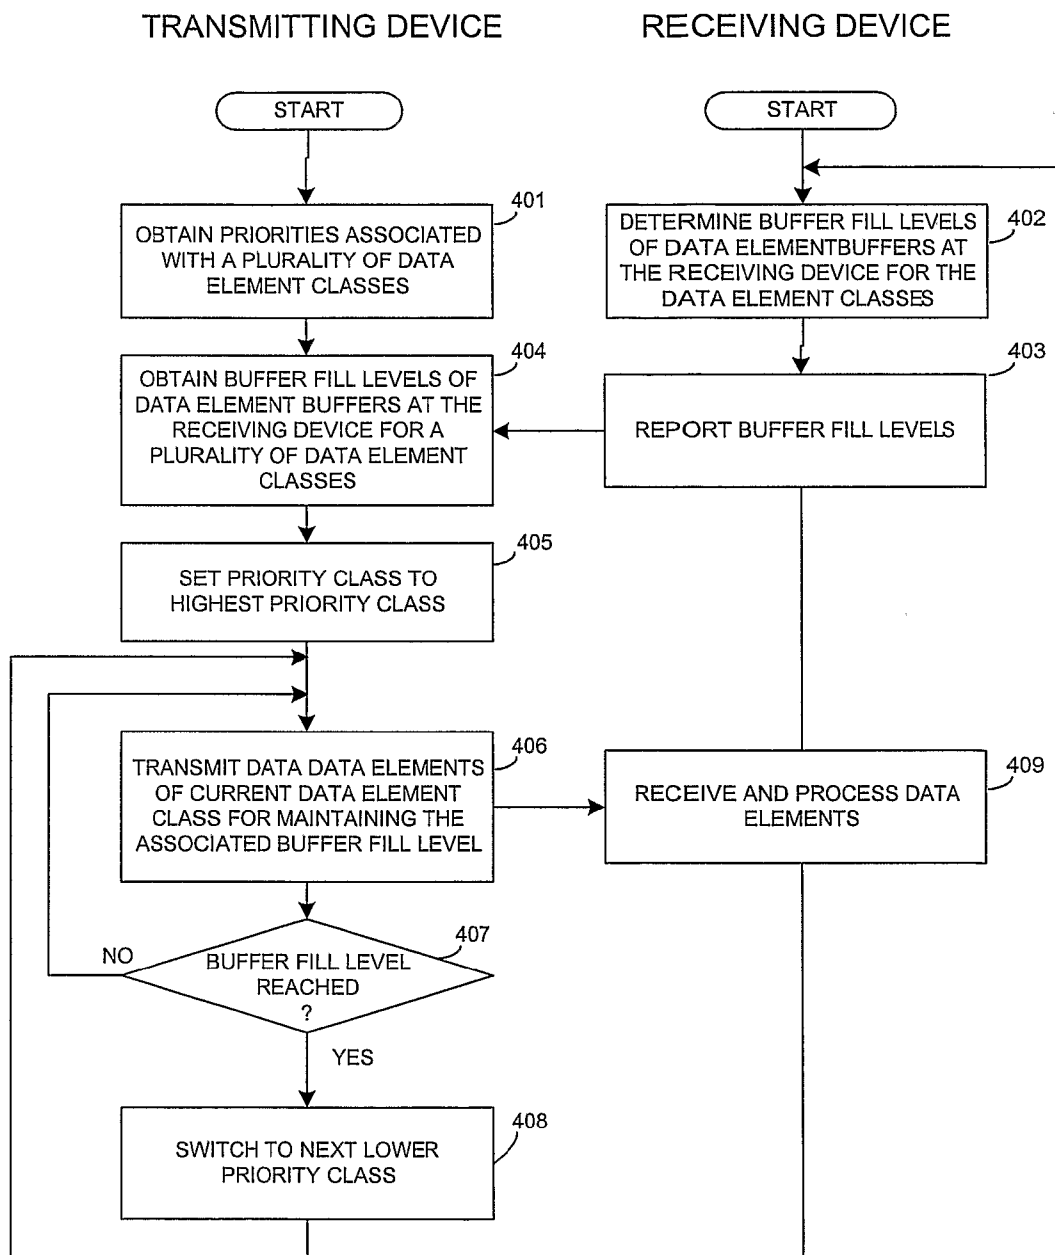 TRANSMITTING DEVICE
RECEIVING DEVICE
START
START
401
OBTAIN PRIORITIES ASSOCIATED
WITH A PLURALITY OF DATA
ELEMENT CLASSES
402
DETERMINE BUFFER FILL LEVELS
OF DATA ELEMENTBUFFERS AT
THE RECEIVING DEVICE FOR THE
DATA ELEMENT CLASSES
404
OBTAIN BUFFER FILL LEVELS OF
DATA ELEMENT BUFFERS AT THE
RECEIVING DEVICE FOR A
PLURALITY OF DATA ELEMENT
CLASSES
403
REPORT BUFFER FILL LEVELS
405
SET PRIORITY CLASS TO
HIGHEST PRIORITY CLASS
406
TRANSMIT DATA DATA ELEMENTS
OF CURRENT DATA ELEMENT
CLASS FOR MAINTAINING THE
ASSOCIATED BUFFER FILL LEVEL
409
RECEIVE AND PROCESS DATA
ELEMENTS
407
NO
BUFFER FILL LEVEL
REACHED
?
YES
408
SWITCH TO NEXT LOWER
PRIORITY CLASS